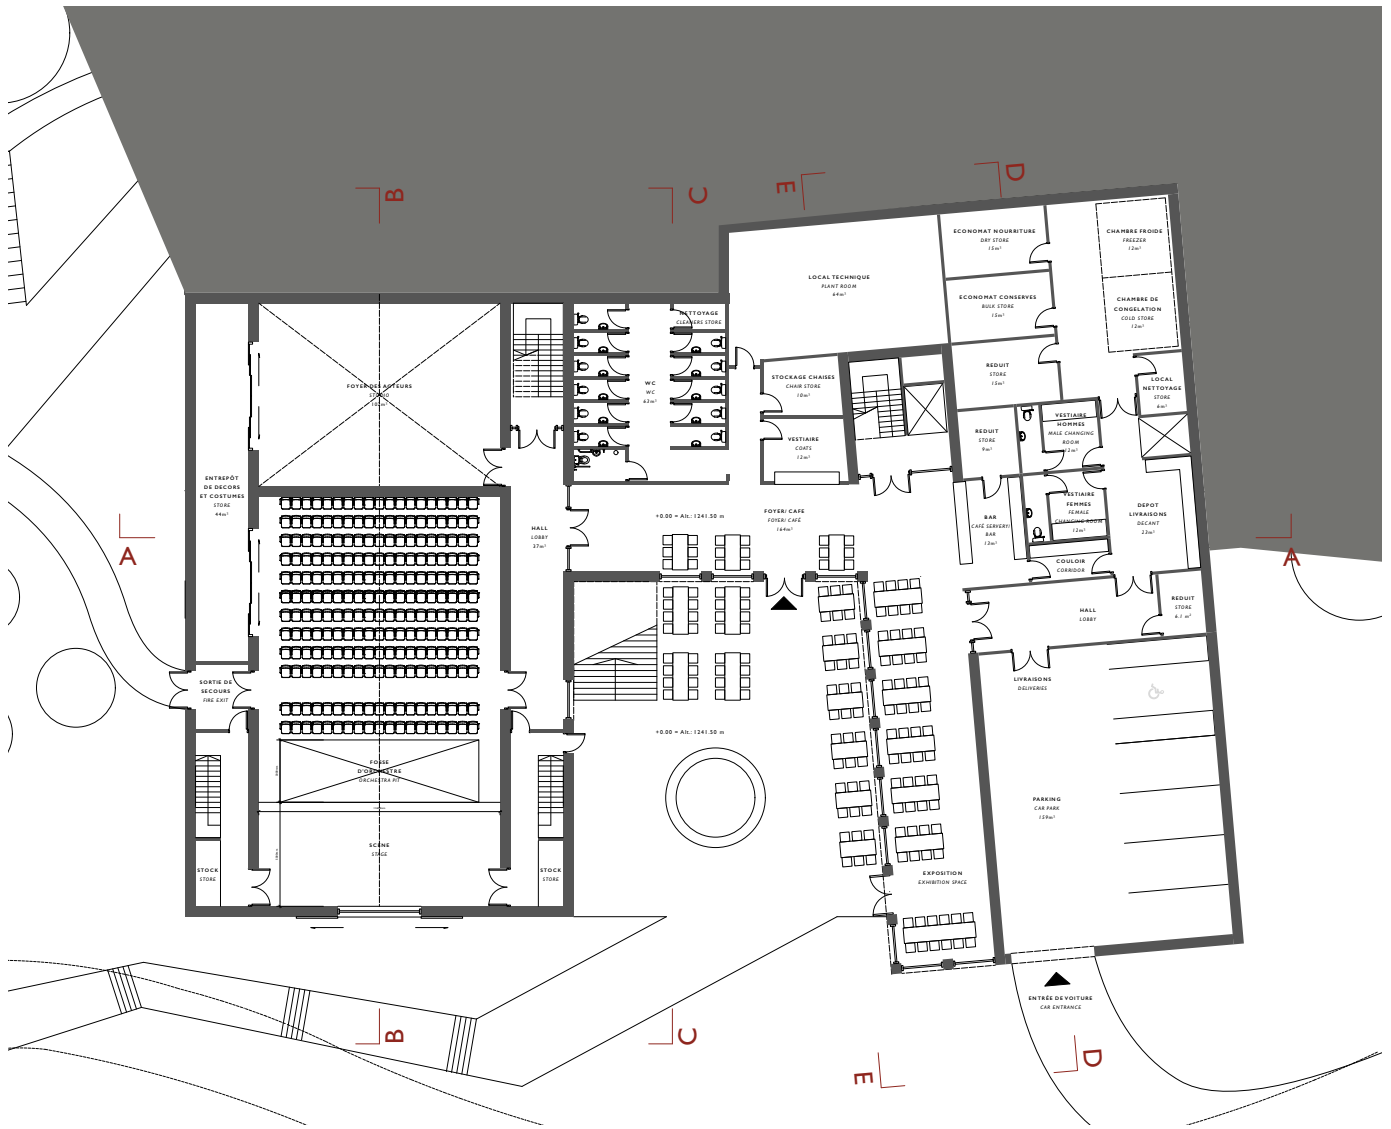 B
C
E
D
ECONOMAT NOURRITURE
DRY STORE
15m²
CHAMBRE FROIDE
FREEZER
12m²
LOCAL TECHNIQUE
PLANT ROOM
64m²
ECONOMAT CONSERVES
BULK STORE
15m²
CHAMBRE DE
CONGELATION
COLD STORE
12m²
NETTOYAGE
CLEANERS STORE
FOYER DES ACTEURS
STUDIO
WC
WC
63m²
STOCKAGE CHAISES
CHAIR STORE
10m²
REDUIT
STORE
15m²
LOCAL
NETTOYAGE
STORE
6m²
VESTIAIRE
COATS
12m²
REDUIT
STORE
9m²
VESTIAIRE
HOMMES
MALE CHANGING
ROOM
12m²
ENTREPÔT
DE DECORS
ET COSTUMES
STORE
44m²
VESTIAIRE
FEMMES
FEMALE
CHANGING ROOM
12m²
DEPOT
LIVRAISONS
DECANT
23m²
HALL
LOBBY
37m²
+0.00 = Alt.: 1241.50 m
FOYER/ CAFE
FOYER/ CAFÉ
164m²
BAR
CAFÉ SERVERY/
BAR
13m²
A
A
COULOIR
CORRIDOR
HALL
LOBBY
REDUIT
STORE
6.1 m²
SORTIE DE
SECOURS
FIRE EXIT
LIVRAISONS
DELIVERIES
+0.00 = Alt.: 1241.50 m
FOSSE
D'ORCHESTRE
ORCHESTRA PIT
PARKING
CAR PARK
159m²
SCÈNE
STAGE
STOCK
STORE
STOCK
STORE
EXPOSITION
EXHIBITION SPACE
ENTRÉE DE VOITURE
CAR ENTRANCE
B
C
E
D